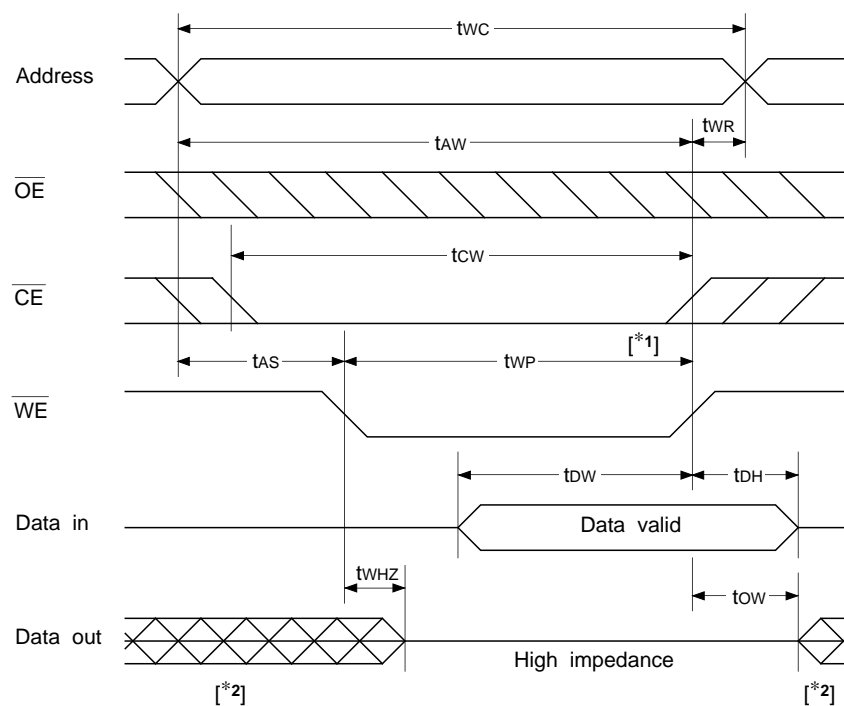 tWC
Address
tAW
tWR
OE
tCW
CE
[*1]
tAS
tWP
WE
tDW
tDH
Data in
Data valid
tWHZ
tOW
Data out
High impedance
[*2]
[*2]